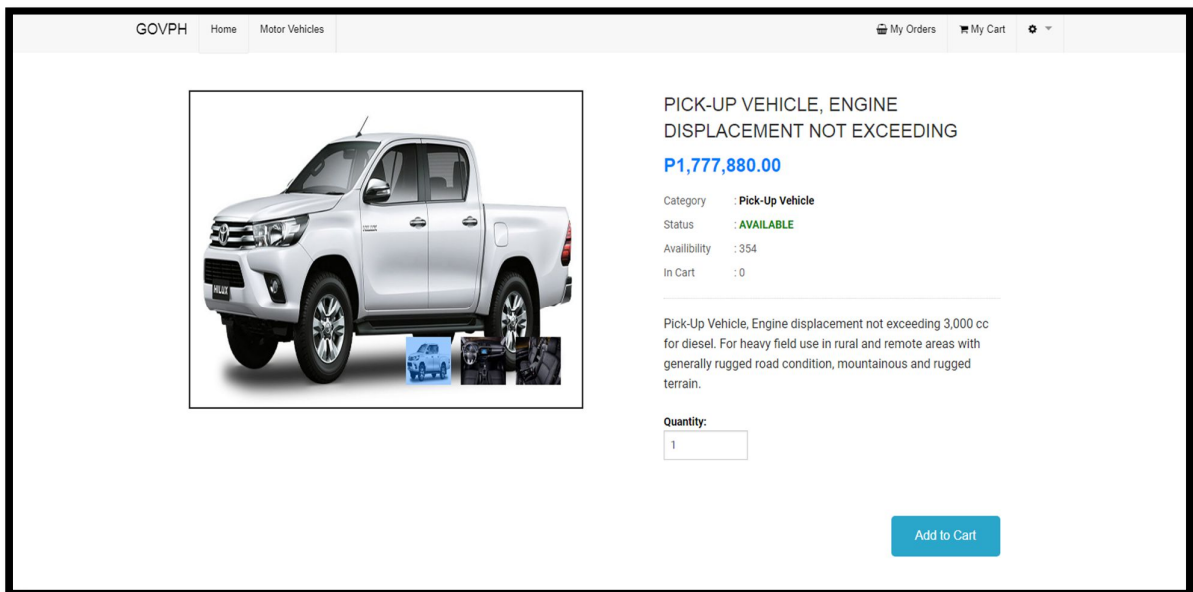 GOVPH Home Motor Vehicles My Orders My Cart
PICK-UP VEHICLE, ENGINE
DISPLACEMENT NOT EXCEEDING
P1,777,880.00
Category : Pick-Up Vehicle
Status : AVAILABLE
Availibility : 354
In Cart : 0
Pick-Up Vehicle, Engine displacement not exceeding 3,000 cc
for diesel. For heavy field use in rural and remote areas with
generally rugged road condition, mountainous and rugged
terrain.
Quantity:
1
Add to Cart
HILUX